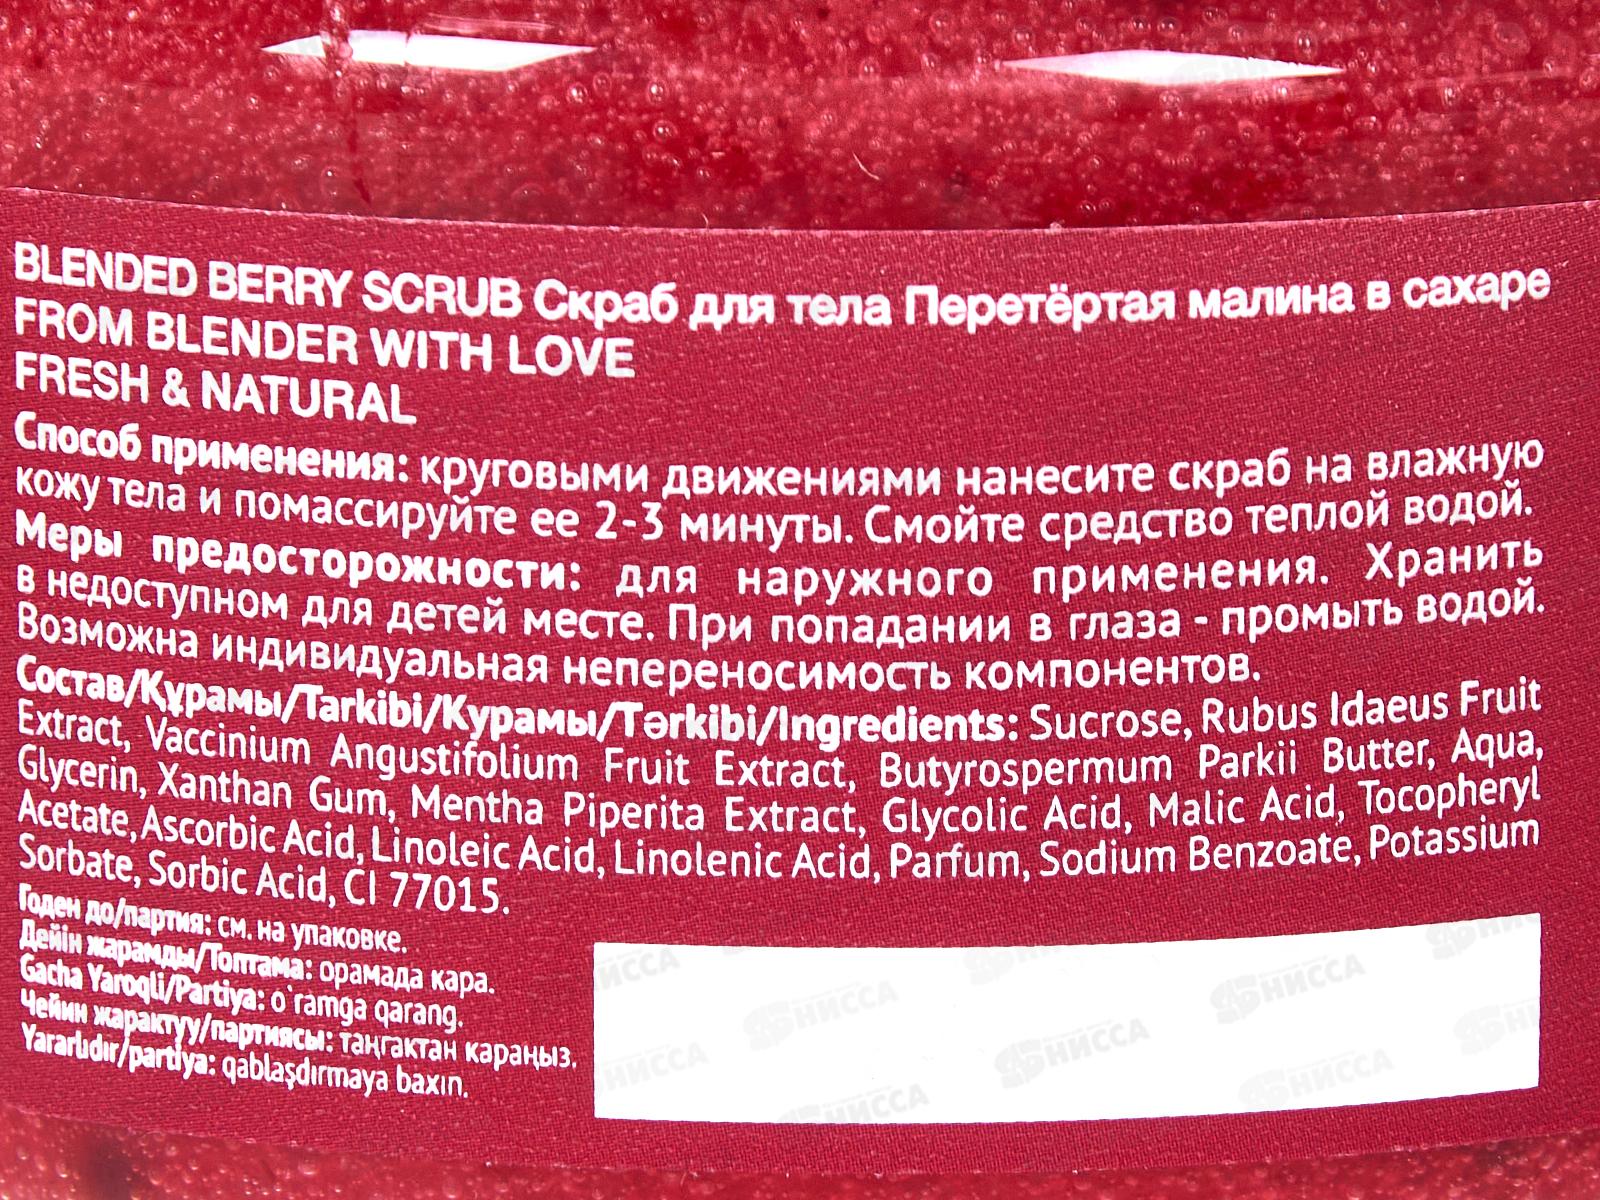 BLENDED BERRY SCRUB Скраб для тела Перетёртая малина в сахаре
FROM BLENDER WITH LOVE
FRESH & NATURAL
Способ применения: круговыми движениями нанесите скраб на влажную
кожу тела и помассируйте ее 2-3 минуты. Смойте средство теплой водой.
Меры предосторожности: для наружного применения. Хранить
в недоступном для детей месте. При попадании в глаза - промыть водой.
Возможна индивидуальная непереносимость компонентов.
Состав/Құрамы/Tarkibi/Курамы/Tərkibi/Ingredients: Sucrose, Rubus Idaeus Fruit
Extract, Vaccinium Angustifolium Fruit Extract, Butyrospermum Parkii Butter, Aqua,
Glycerin, Xanthan Gum, Mentha Piperita Extract, Glycolic Acid, Malic Acid, Tocopheryl
Acetate, Ascorbic Acid, Linoleic Acid, Linolenic Acid, Parfum, Sodium Benzoate, Potassium
Sorbate, Sorbic Acid, CI 77015.
Годен до/партия: см. на упаковке.
Дейін жарамды/Топтама: орамада кара.
Gacha Yaroqli/Partiya: o`ramga qarang.
Чейин жарактуу/партиясы: таңгактан караңыз.
Yararlıdır/partiya: qablaşdırmaya baxın.
НИССА